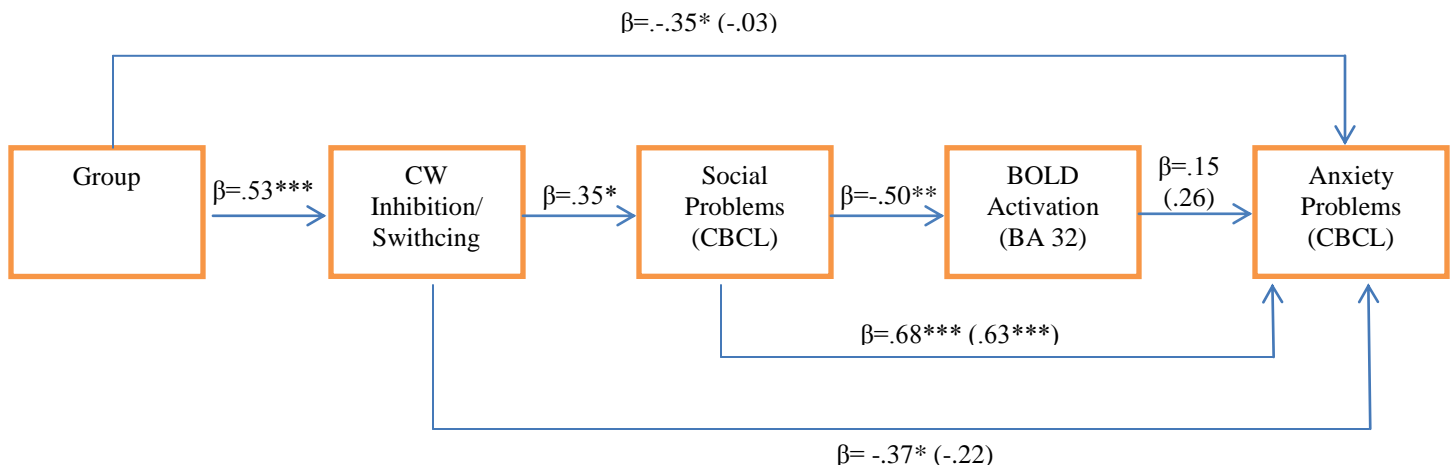 β=.-.35* (-.03)
Group
β=.53***
CW
Inhibition/
Swithcing
β=.35*
Social
Problems
(CBCL)
β=-.50**
BOLD
Activation
(BA 32)
β=.15
(.26)
Anxiety
Problems
(CBCL)
β=.68*** (.63***)
β= -.37* (-.22)